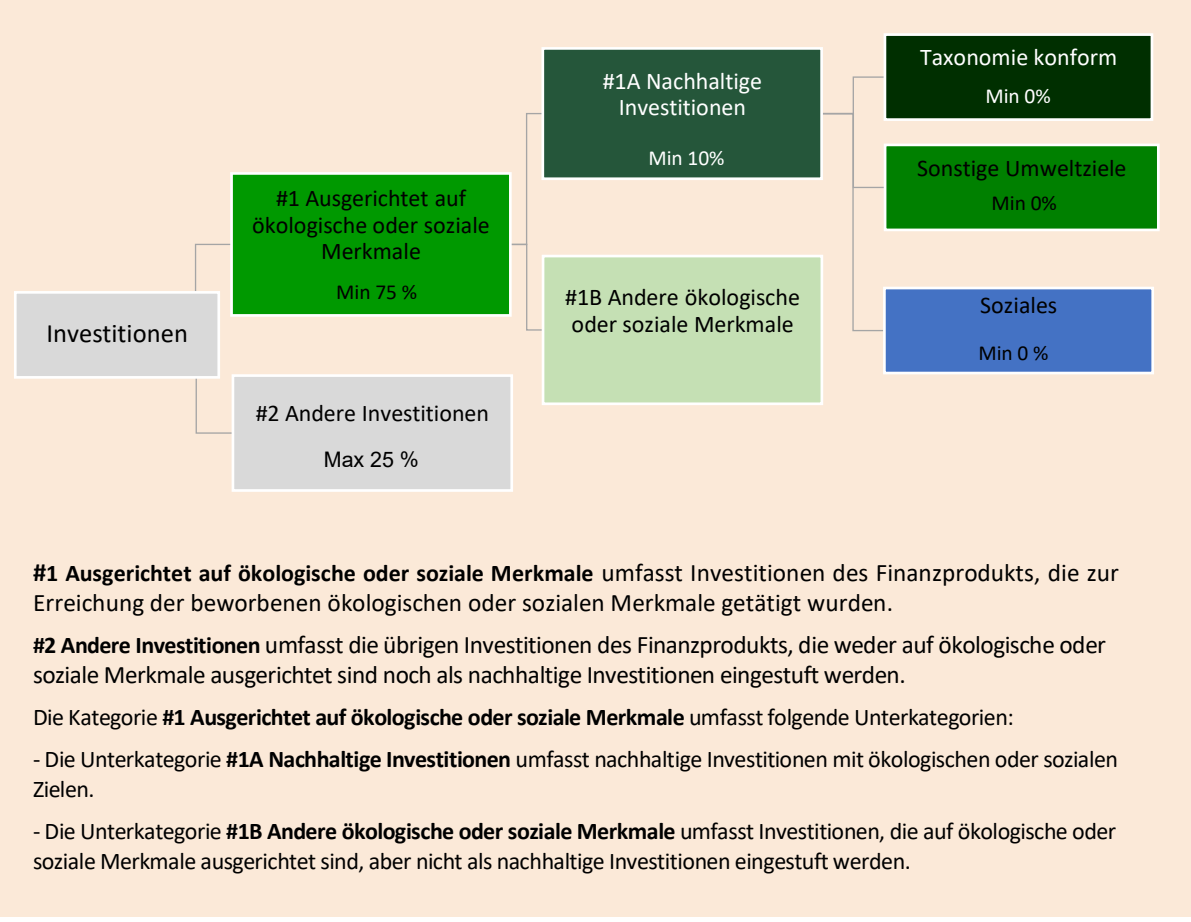 Taxonomie konform
Min 0%
#1A Nachhaltige
Investitionen
Min 10%
Sonstige Umweltziele
Min 0%
#1 Ausgerichtet auf
ökologische oder soziale
Merkmale
Min 75 %
#1B Andere ökologische
oder soziale Merkmale
Soziales
Min 0 %
Investitionen
#2 Andere Investitionen
Max 25 %
#1 Ausgerichtet auf ökologische oder soziale Merkmale umfasst Investitionen des Finanzprodukts, die zur
Erreichung der beworbenen ökologischen oder sozialen Merkmale getätigt wurden.
#2 Andere Investitionen umfasst die übrigen Investitionen des Finanzprodukts, die weder auf ökologische oder
soziale Merkmale ausgerichtet sind noch als nachhaltige Investitionen eingestuft werden.
Die Kategorie #1 Ausgerichtet auf ökologische oder soziale Merkmale umfasst folgende Unterkategorien:
- Die Unterkategorie #1A Nachhaltige Investitionen umfasst nachhaltige Investitionen mit ökologischen oder sozialen
Zielen.
- Die Unterkategorie #1B Andere ökologische oder soziale Merkmale umfasst Investitionen, die auf ökologische oder
soziale Merkmale ausgerichtet sind, aber nicht als nachhaltige Investitionen eingestuft werden.